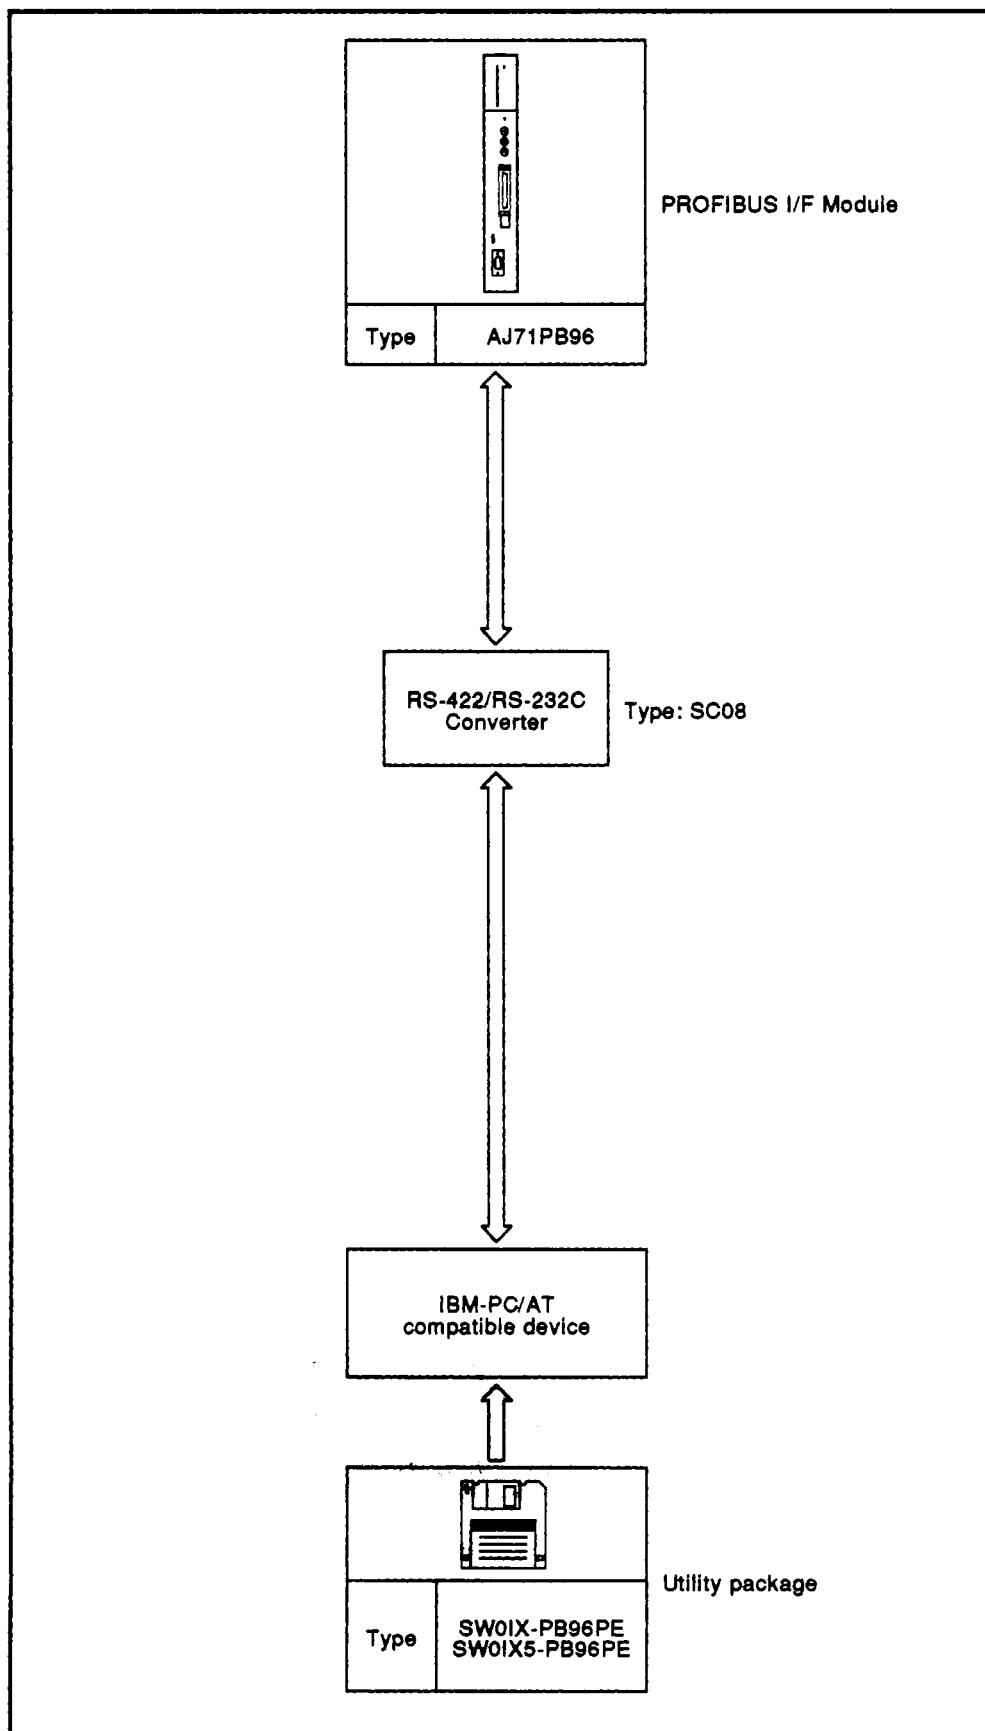 PROFIBUS I/F Module
Type
AJ71PB96
RS-422/RS-232C
Converter
Type: SC08
IBM-PC/AT
compatible device
Utility package
Type
SW0IX-PB96PE
SW0IX5-PB96PE